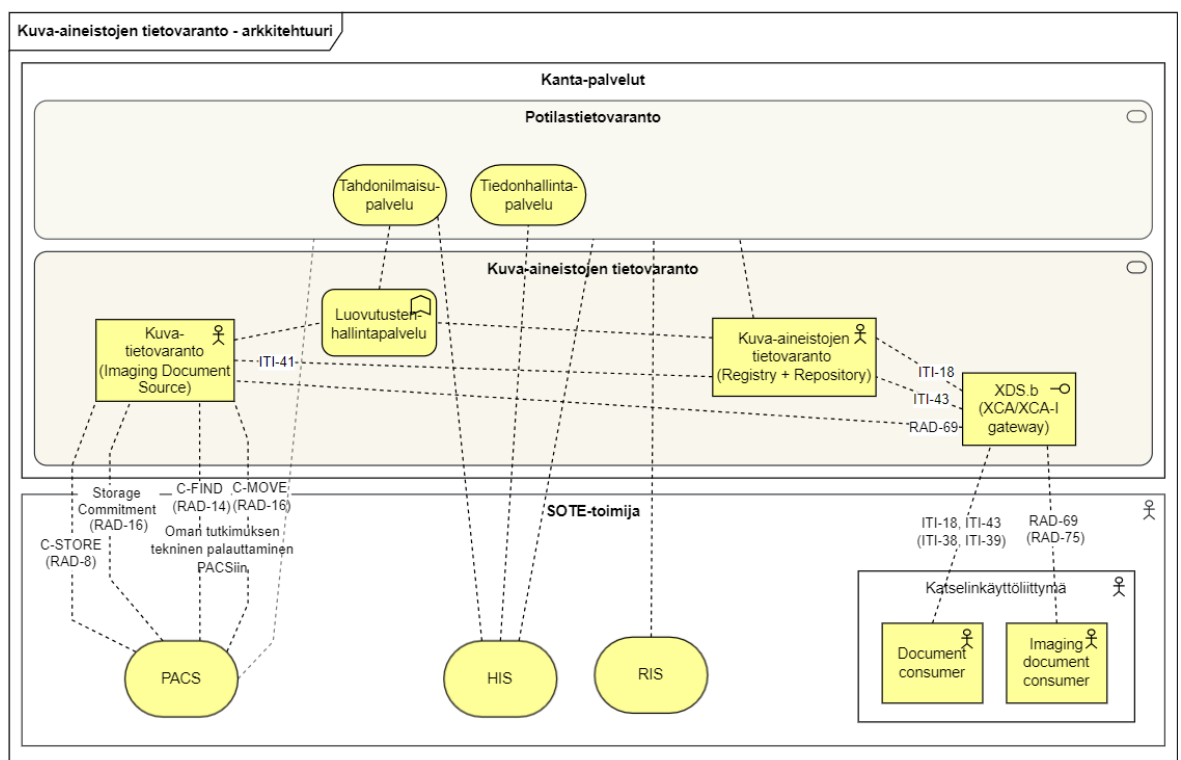 Kuva-aineistojen tietovaranto - arkkitehtuuri
Kanta-palvelut
Potilastietovaranto
Tahdonilmaisu-
palvelu
Tiedonhallinta-
palvelu
Kuva-aineistojen tietovaranto
Luovutusten-
hallintapalvelu
Kuva-
tietovaranto
(Imaging Document
Source)
ITI-41
Kuva-aineistojen
tietovaranto
(Registry + Repository)
ITI-18
ITI-43
RAD-69
XDS.b
(XCA/XCA-I
gateway)
SOTE-toimija
C-STORE
(RAD-8)
Storage
Commitment
(RAD-16)
C-FIND
(RAD-14)
C-MOVE
(RAD-16)
Oman tutkimuksen
tekninen palauttaminen
PACSiin
ITI-18, ITI-43
(ITI-38, ITI-39)
RAD-69
(RAD-75)
Katselinkäyttöliittymä
Document
consumer
Imaging
document
consumer
PACS
HIS
RIS